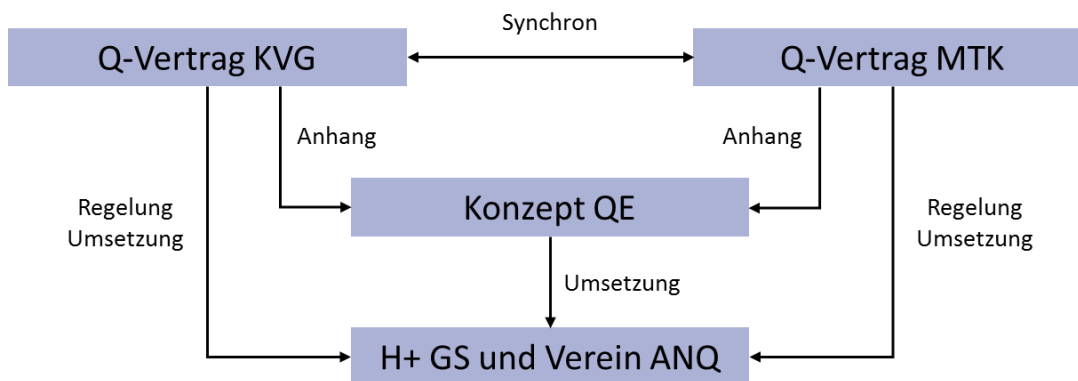 Synchron
Q-Vertrag KVG
Q-Vertrag MTK
Anhang
Anhang
Konzept QE
Regelung
Umsetzung
Regelung
Umsetzung
Umsetzung
H+ GS und Verein ANQ